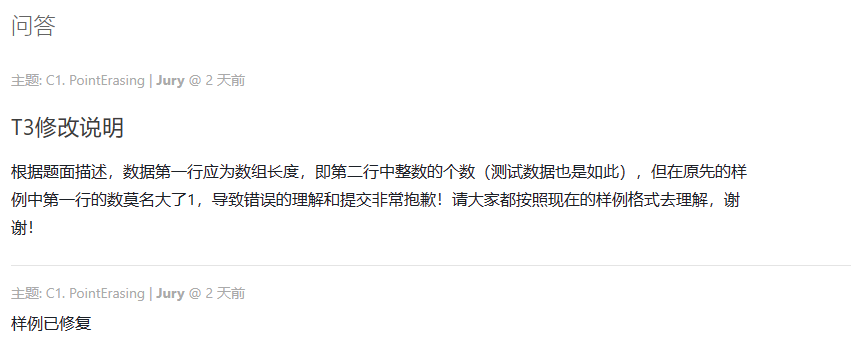 问答
主题: C1. PointErasing | Jury @ 2 天前
T3修改说明
根据题面描述，数据第一行应为数组长度，即第二行中整数的个数（测试数据也是如此），但在原先的样
例中第一行的数莫名大了1，导致错误的理解和提交非常抱歉！请大家都按照现在的样例格式去理解，谢
谢！
主题: C1. PointErasing | Jury @ 2 天前
样例已修复